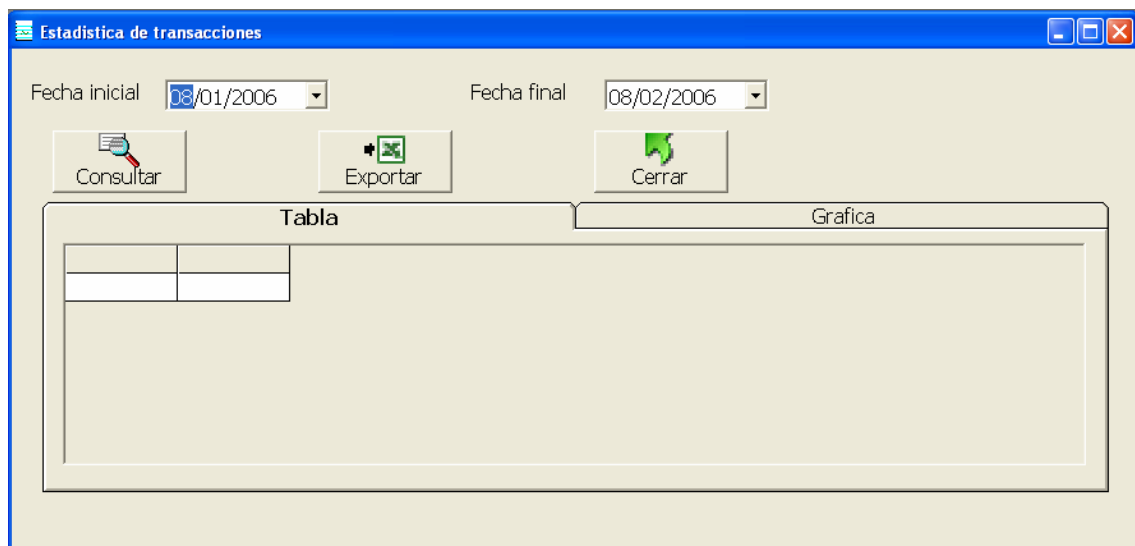 Estadistica de transacciones
Fecha inicial 08/01/2006 Fecha final 08/02/2006
Consultar Exportar Cerrar
Tabla Grafica